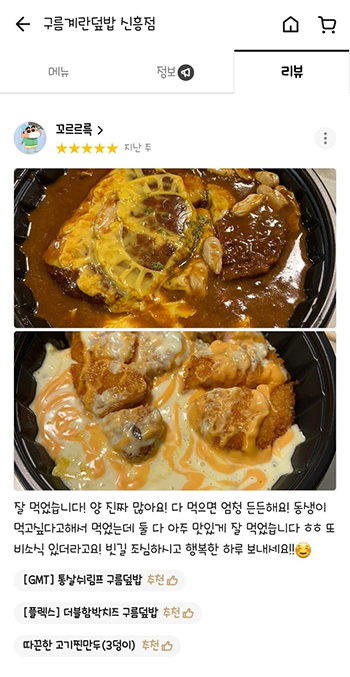 구름계란덮밥 신흥점
메뉴 정보 리뷰
꼬르르륵 >
★★★★★ 지난 주
잘 먹었습니다! 양 진짜 많아요! 다 먹으면 엄청 든든해요! 동생이
먹고싶다고해서 먹었는데 둘 다 아주 맛있게 잘 먹었습니다 ㅎㅎ 또
비소식 있더라고요! 빗길 조심하시고 행복한 하루 보내세요!!😊
[GMT] 통살쉬림프 구름덮밥 추천
[플렉스] 더블함박치즈 구름덮밥 추천
따끈한 고기찐만두(3덩이) 추천